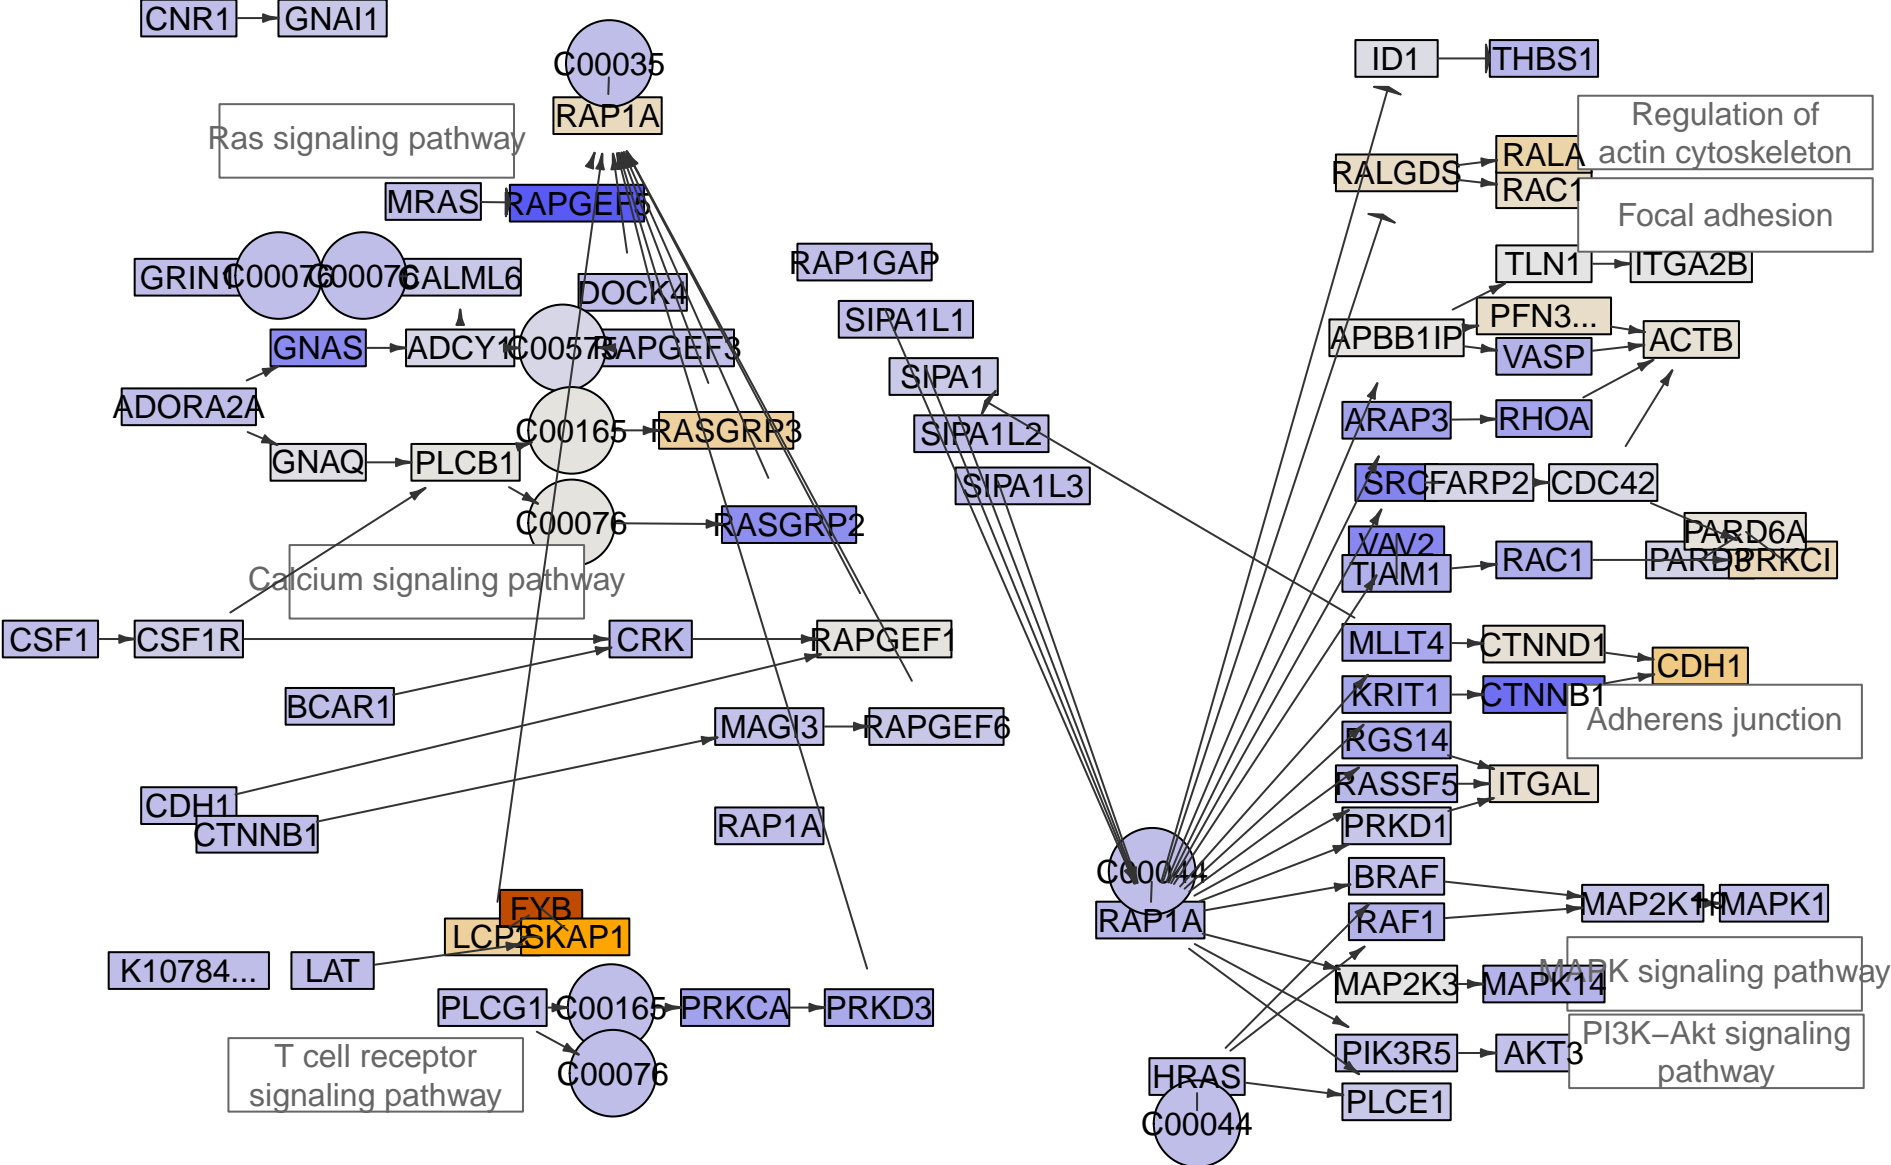 CNR1
GNAI1
C00035
RAP1A
Ras signaling pathway
MRAS
RAPGEF5
GRIN1
C00076
C00076
CALML6
DOCK4
GNAS
ADCY1
C00575
RAPGEF3
ADORA2A
C00165
RASGRP3
GNAQ
PLCB1
C00076
RASGRP2
Calcium signaling pathway
CSF1
CSF1R
CRK
RAPGEF1
BCAR1
MAGI3
RAPGEF6
CDH1
CTNNB1
RAP1A
FYB
LCP2
SKAP1
K10784...
LAT
PLCG1
C00165
PRKCA
PRKD3
C00076
T cell receptor
signaling pathway
RAP1GAP
SIPA1L1
SIPA1
SIPA1L2
SIPA1L3
C00044
RAP1A
HRAS
C00044
ID1
THBS1
Regulation of
actin cytoskeleton
RALGDS
RALA
RAC1
Focal adhesion
TLN1
ITGA2B
APBB1IP
PFN3...
VASP
ACTB
ARAP3
RHOA
SRC
FARP2
CDC42
PARD6A
VAV2
TIAM1
RAC1
PARD3
PRKCI
MLLT4
CTNND1
CDH1
KRIT1
CTNNB1
Adherens junction
RGS14
RASSF5
ITGAL
PRKD1
BRAF
MAP2K1
+p
MAPK1
RAF1
MAP2K3
MAPK14
MAPK signaling pathway
PIK3R5
AKT3
PI3K−Akt signaling
pathway
PLCE1